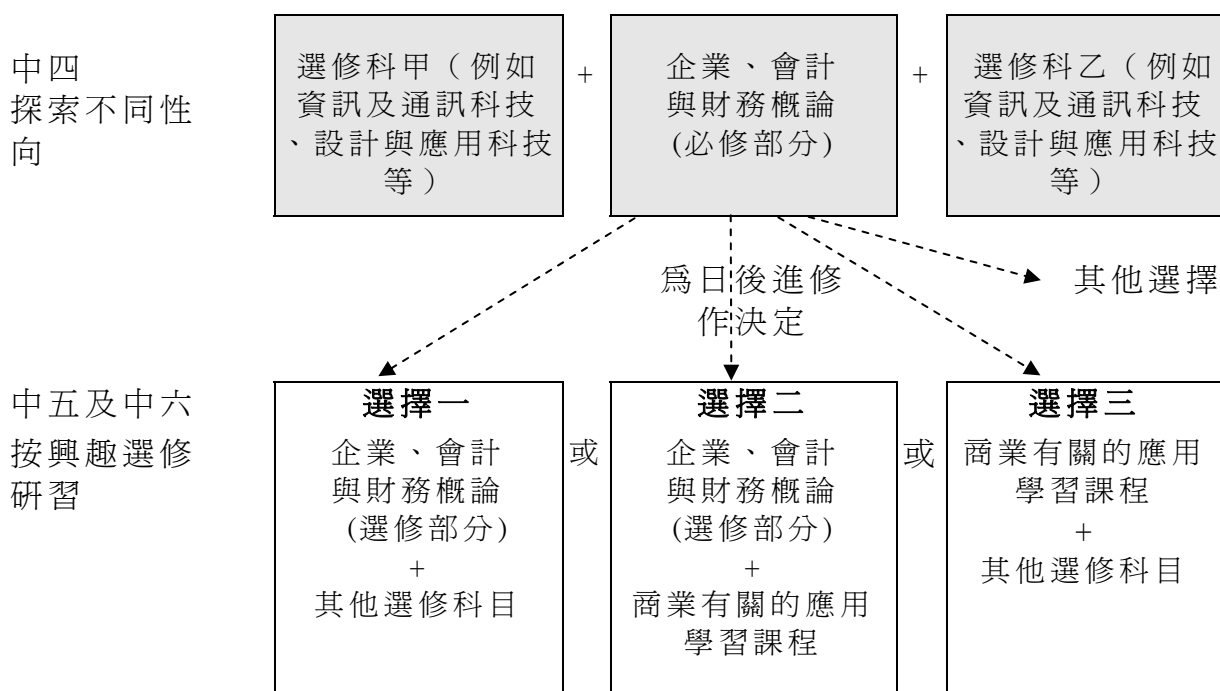 中四
探索不同性
向
選修科甲（例如
資訊及通訊科技
、設計與應用科技
等）
+
企業、會計
與財務概論
(必修部分)
+
選修科乙（例如
資訊及通訊科技
、設計與應用科技
等）
爲日後進修
作決定
其他選擇
中五及中六
按興趣選修
研習
選擇一
企業、會計
與財務概論
(選修部分)
+
其他選修科目
或
選擇二
企業、會計
與財務概論
(選修部分)
+
商業有關的應用
學習課程
或
選擇三
商業有關的應用
學習課程
+
其他選修科目